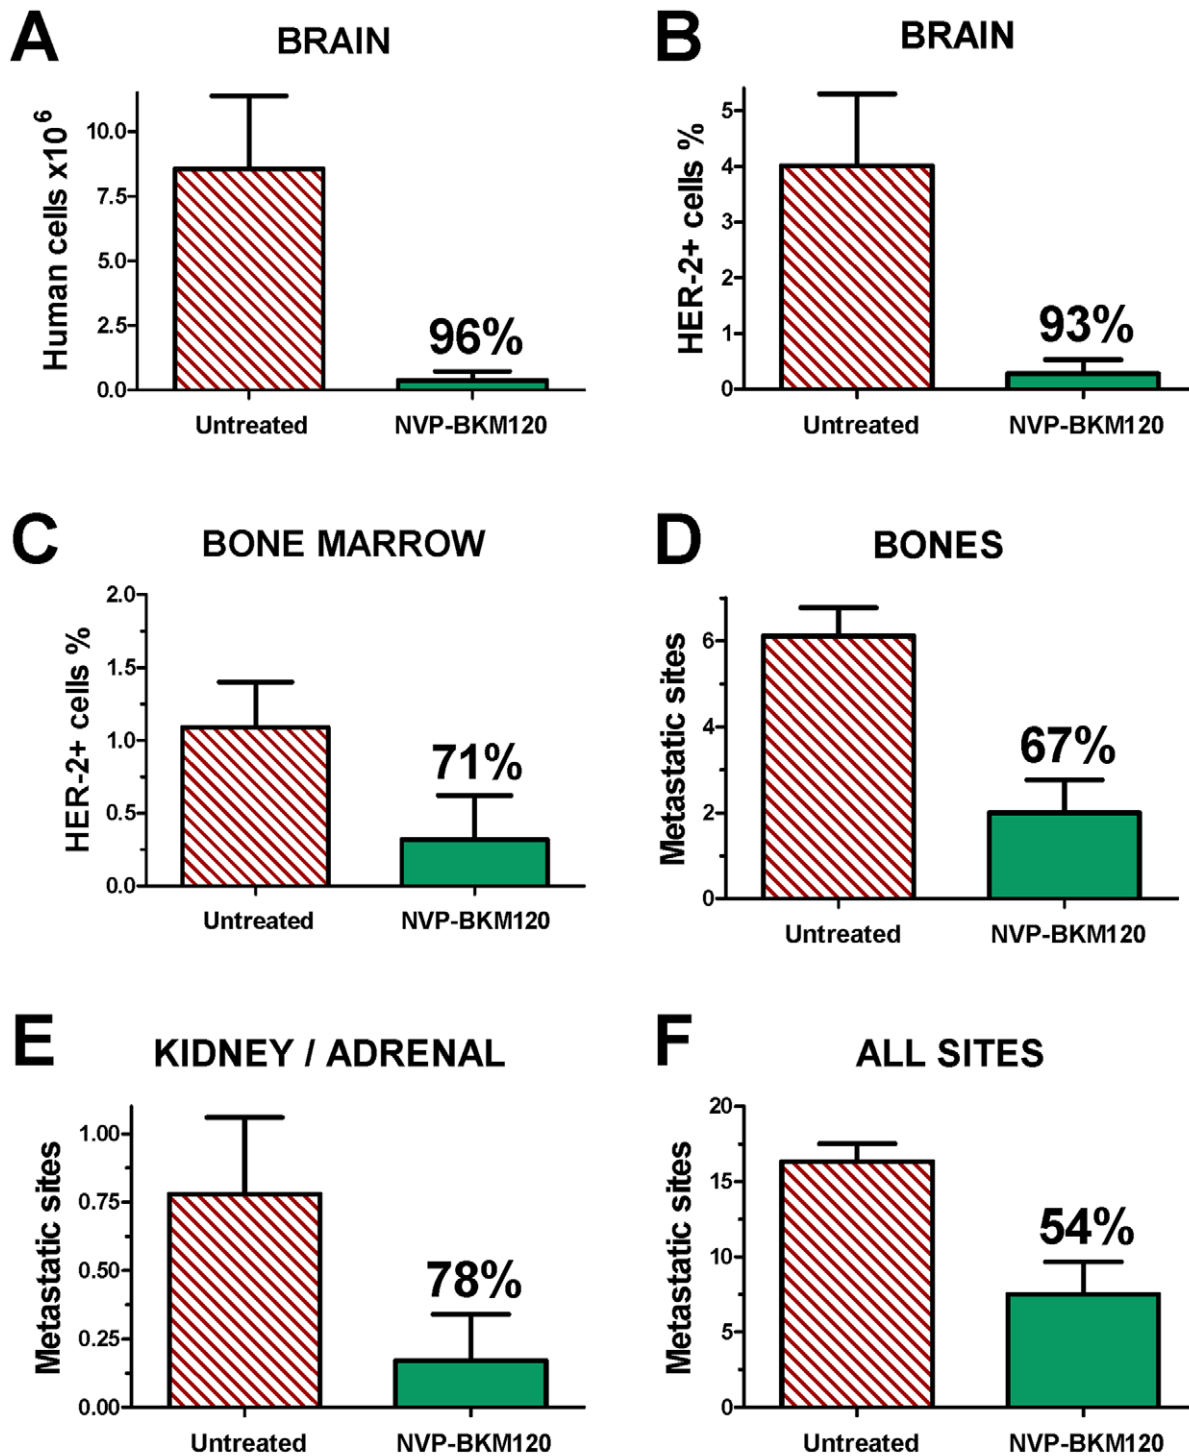 A
BRAIN
Human cells x10⁶
10.0
7.5
5.0
2.5
0.0
96%
Untreated
NVP-BKM120
B
BRAIN
HER-2+ cells %
5
4
3
2
1
0
93%
Untreated
NVP-BKM120
C
BONE MARROW
HER-2+ cells %
2.0
1.5
1.0
0.5
0.0
71%
Untreated
NVP-BKM120
D
BONES
Metastatic sites
6
4
2
0
67%
Untreated
NVP-BKM120
E
KIDNEY / ADRENAL
Metastatic sites
1.00
0.75
0.50
0.25
0.00
78%
Untreated
NVP-BKM120
F
ALL SITES
Metastatic sites
20
15
10
5
0
54%
Untreated
NVP-BKM120